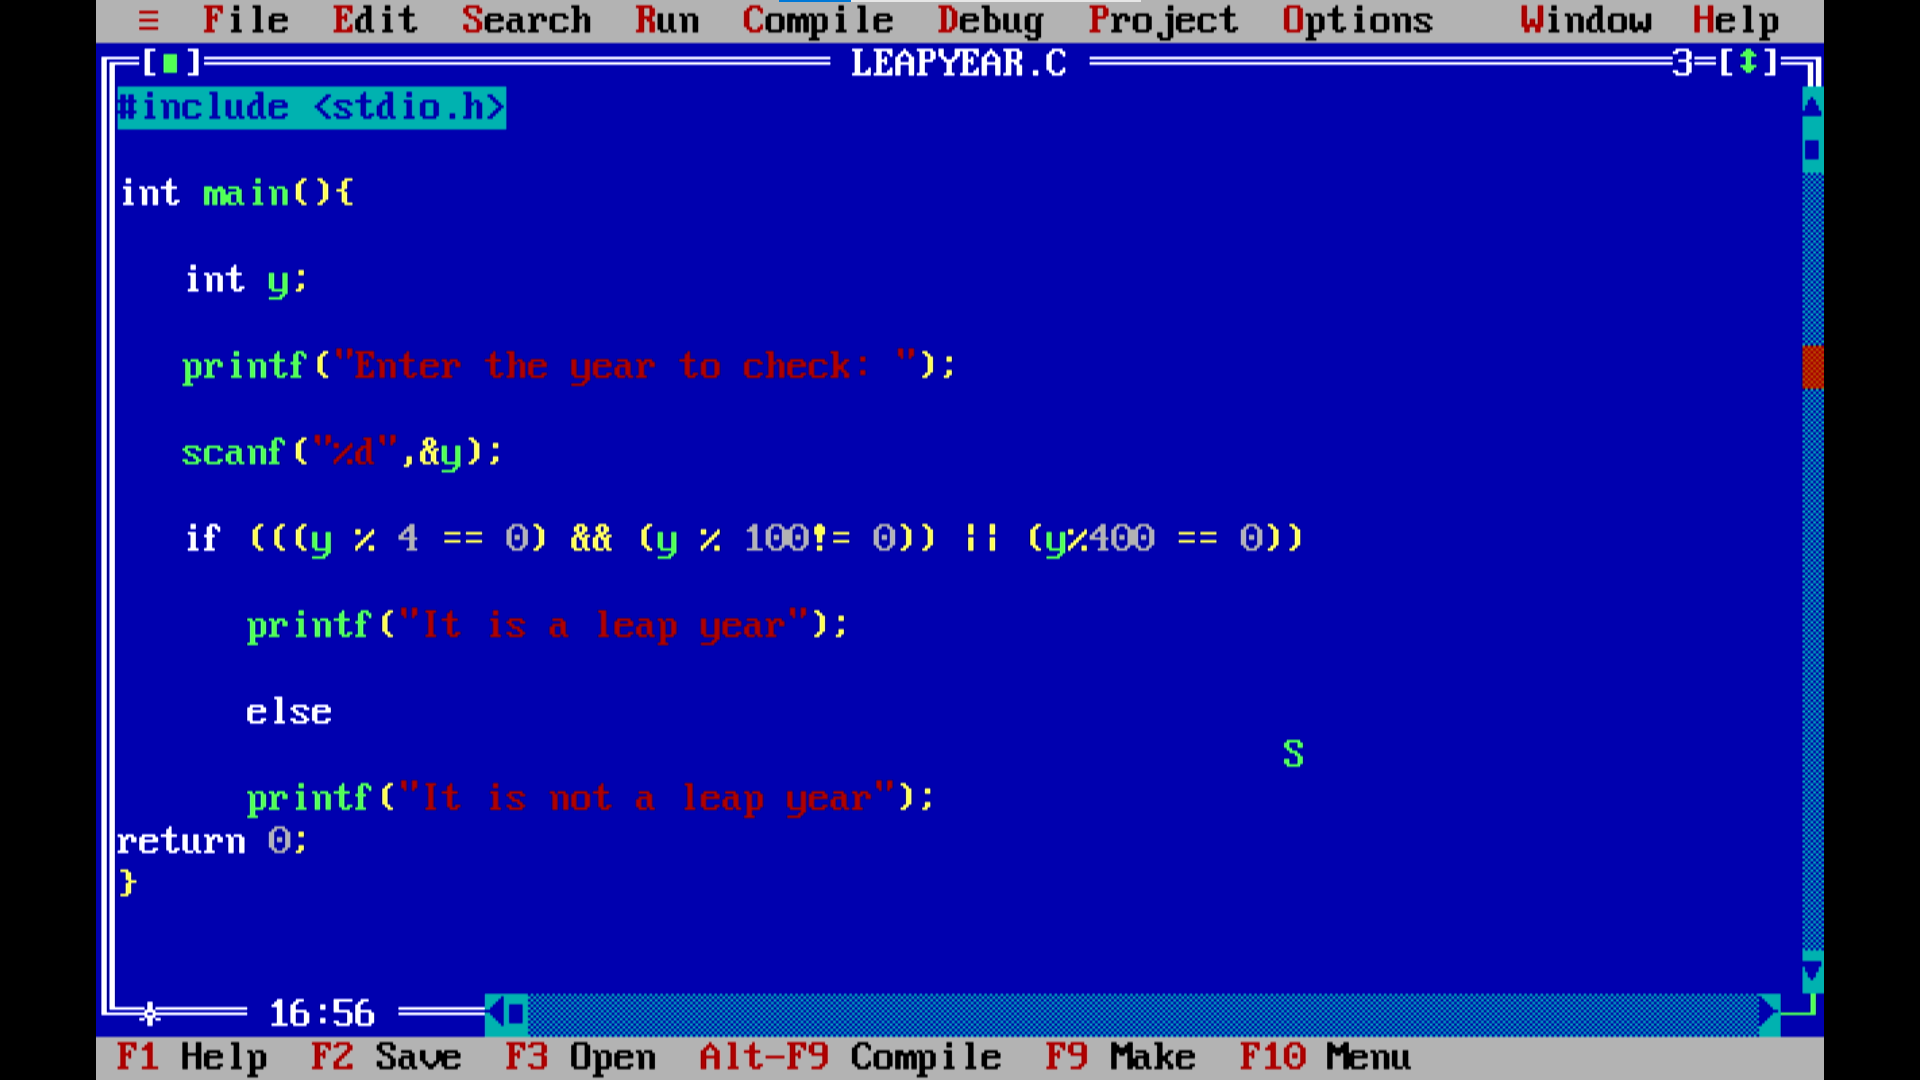 ≡ File Edit Search Run Compile Debug Project Options Window Help
[■] LEAPYEAR.C 3=[↕]
#include <stdio.h>
int main(){
int y;
printf("Enter the year to check: ");
scanf("%d",&y);
if (((y % 4 == 0) && (y % 100!= 0)) || (y%400 == 0))
printf("It is a leap year");
else
S
printf("It is not a leap year");
return 0;
}
16:56
F1 Help F2 Save F3 Open Alt-F9 Compile F9 Make F10 Menu